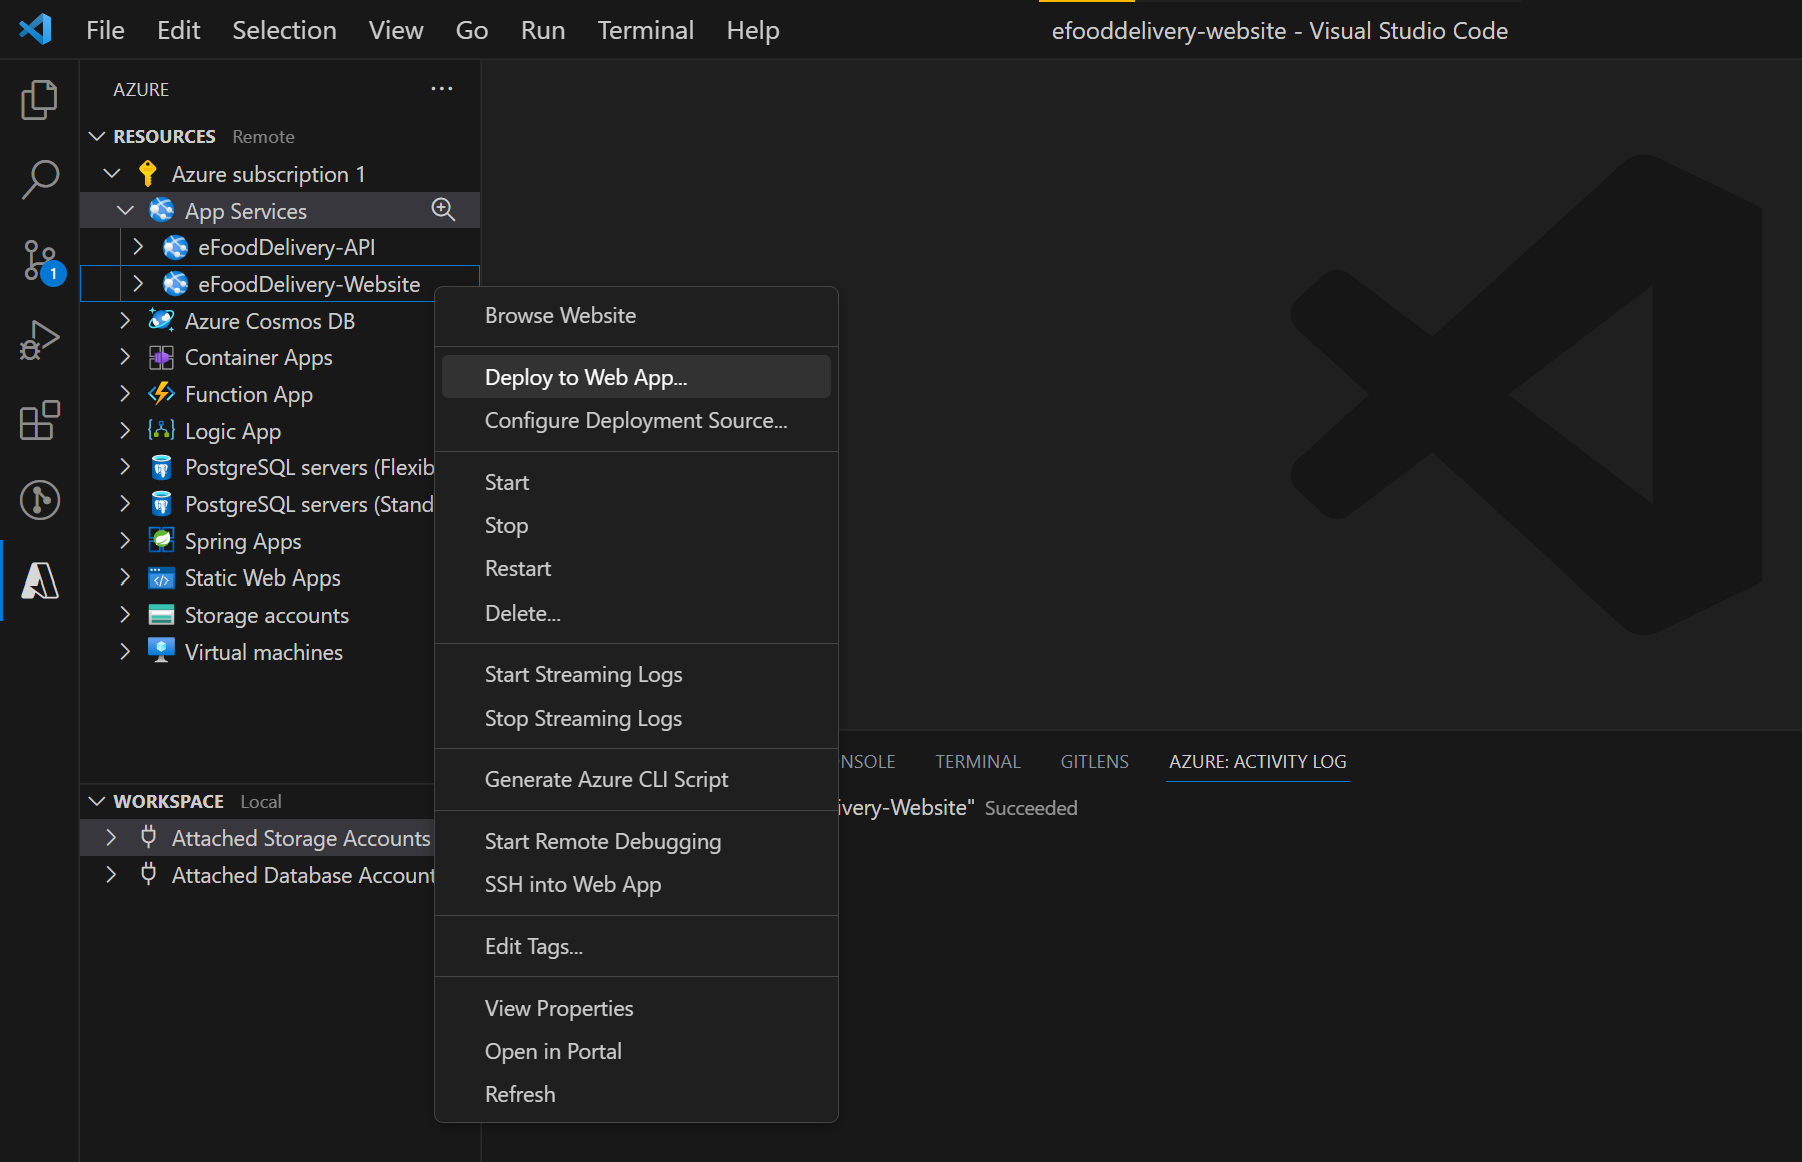 File Edit Selection View Go Run Terminal Help
efooddelivery-website - Visual Studio Code
AZURE
RESOURCES Remote
Azure subscription 1
App Services
eFoodDelivery-API
eFoodDelivery-Website
Azure Cosmos DB
Container Apps
Function App
Logic App
PostgreSQL servers (Flexib
PostgreSQL servers (Stand
Spring Apps
Static Web Apps
Storage accounts
Virtual machines
1
WORKSPACE Local
Attached Storage Accounts
Attached Database Account
Browse Website
Deploy to Web App...
Configure Deployment Source...
Start
Stop
Restart
Delete...
Start Streaming Logs
Stop Streaming Logs
Generate Azure CLI Script
Start Remote Debugging
SSH into Web App
Edit Tags...
View Properties
Open in Portal
Refresh
NSOLE TERMINAL GITLENS AZURE: ACTIVITY LOG
ivery-Website" Succeeded